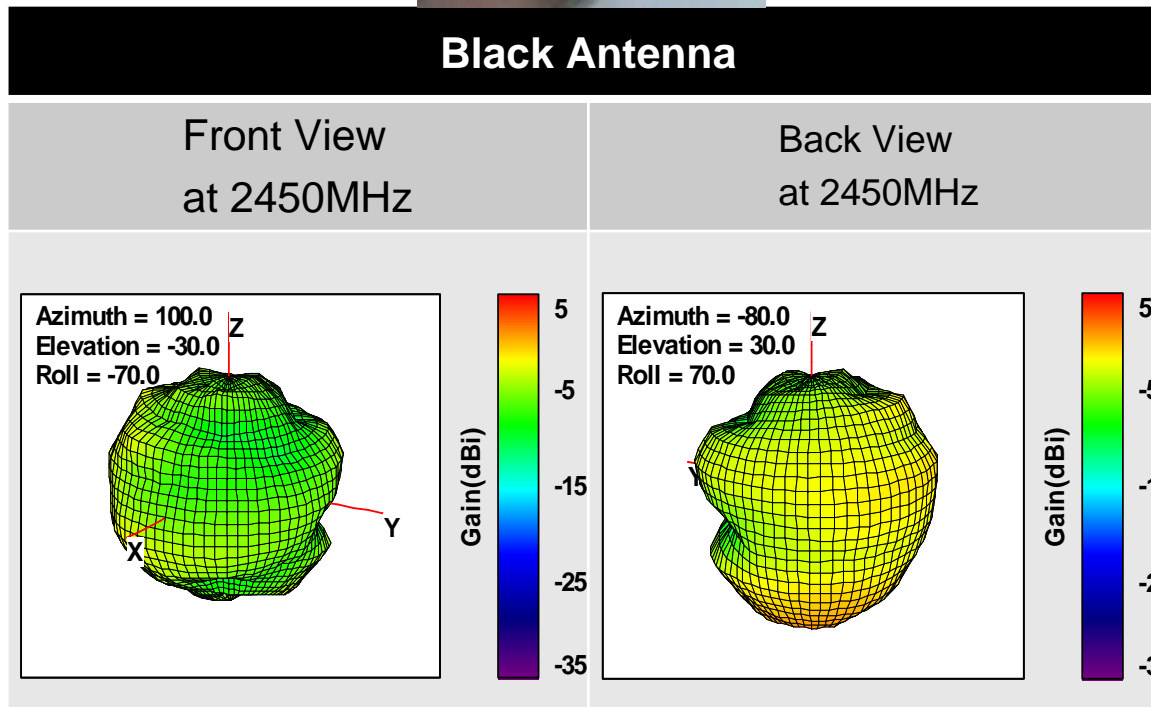 Black Antenna
Front View
at 2450MHz
Back View
at 2450MHz
Azimuth = 100.0
Elevation = -30.0
Roll = -70.0
Z
Y
X
5
-5
-15
-25
-35
Gain(dBi)
Azimuth = -80.0
Elevation = 30.0
Roll = 70.0
Z
Y
5
Gain(dBi)